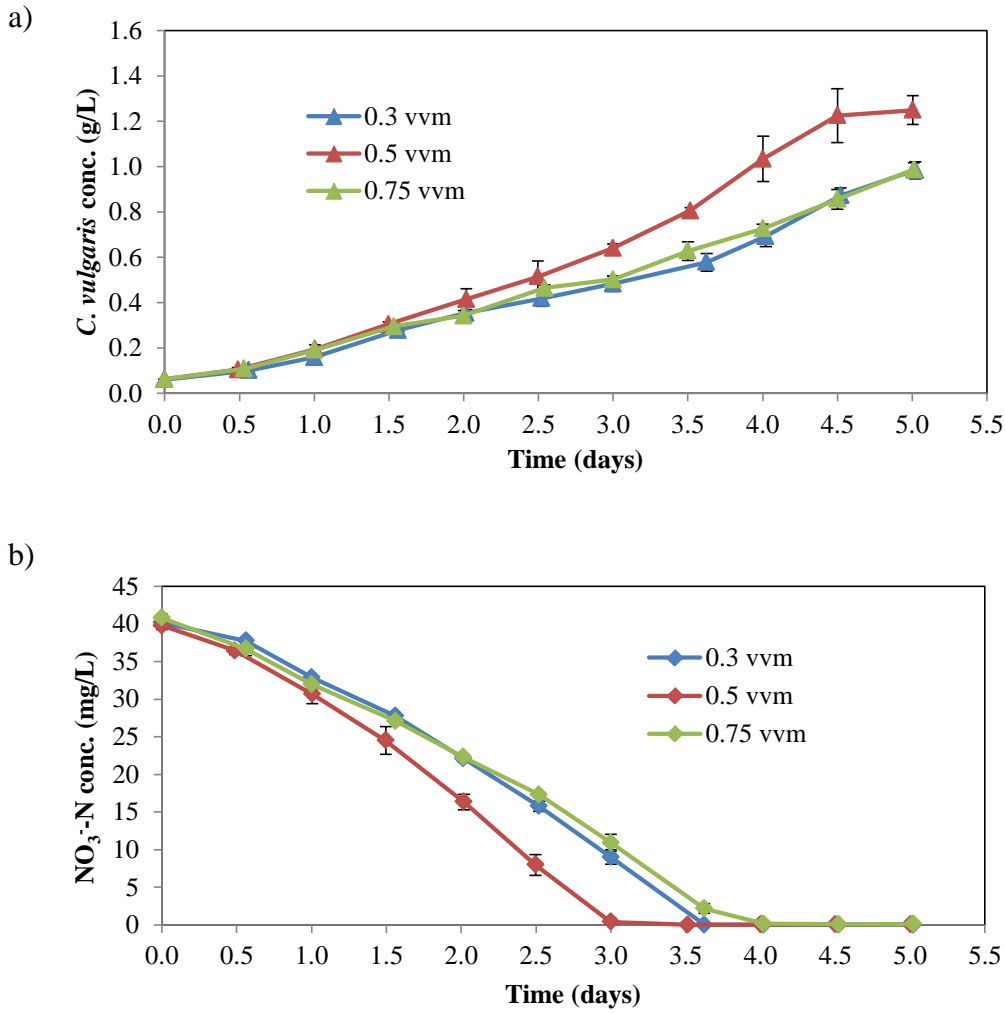 a)
1.6
1.4
1.2
1.0
0.8
0.6
0.4
0.2
0.0
C. vulgaris conc. (g/L)
0.3 vvm
0.5 vvm
0.75 vvm
0.0 0.5 1.0 1.5 2.0 2.5 3.0 3.5 4.0 4.5 5.0 5.5
Time (days)
b)
45
40
35
30
25
20
15
10
5
0
NO₃⁻-N conc. (mg/L)
0.3 vvm
0.5 vvm
0.75 vvm
0.0 0.5 1.0 1.5 2.0 2.5 3.0 3.5 4.0 4.5 5.0 5.5
Time (days)